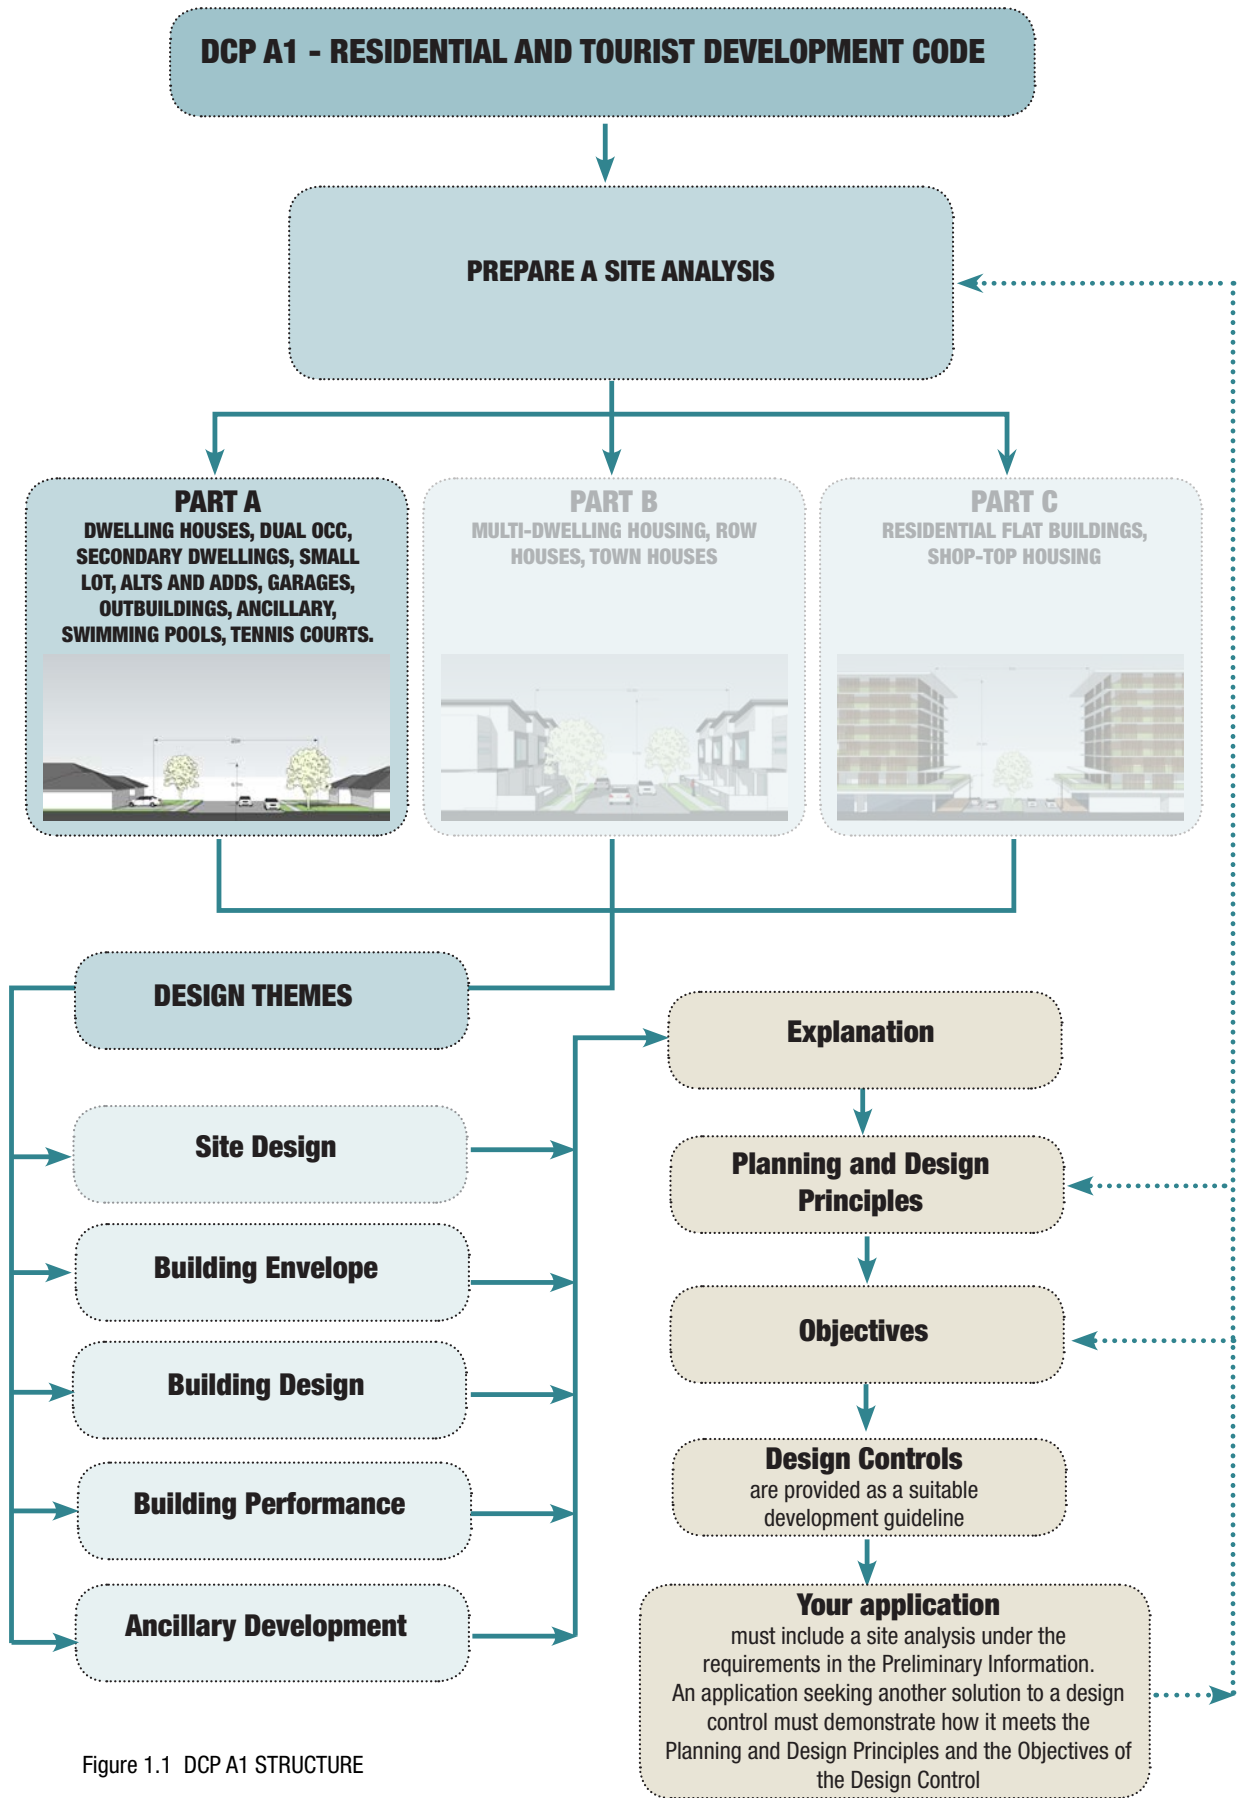 DCP A1 - RESIDENTIAL AND TOURIST DEVELOPMENT CODE
PREPARE A SITE ANALYSIS
PART A
DWELLING HOUSES, DUAL OCC,
SECONDARY DWELLINGS, SMALL
LOT, ALTS AND ADDS, GARAGES,
OUTBUILDINGS, ANCILLARY,
SWIMMING POOLS, TENNIS COURTS.
PART B
MULTI-DWELLING HOUSING, ROW
HOUSES, TOWN HOUSES
PART C
RESIDENTIAL FLAT BUILDINGS,
SHOP-TOP HOUSING
DESIGN THEMES
Site Design
Building Envelope
Building Design
Building Performance
Ancillary Development
Explanation
Planning and Design
Principles
Objectives
Design Controls
are provided as a suitable
development guideline
Your application
must include a site analysis under the
requirements in the Preliminary Information.
An application seeking another solution to a design
control must demonstrate how it meets the
Planning and Design Principles and the Objectives of
the Design Control
Figure 1.1 DCP A1 STRUCTURE